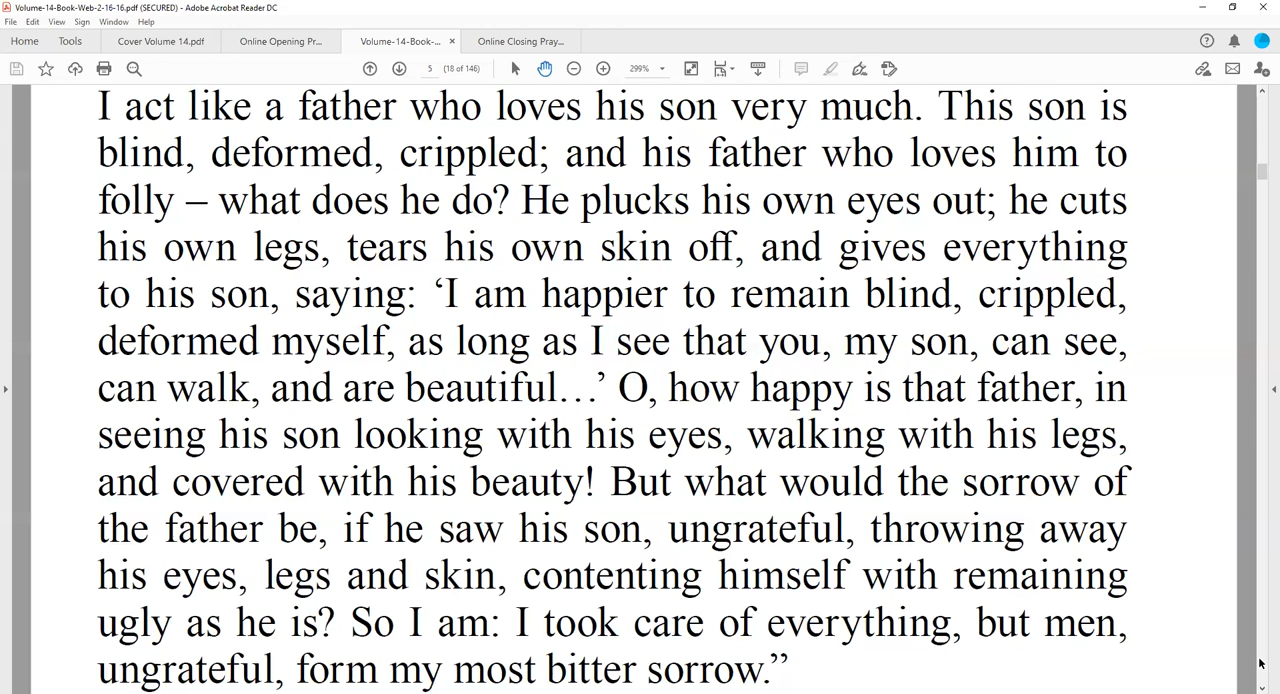 Volume-14-Book-Web-2-16-16.pdf (SECURED) - Adobe Acrobat Reader DC
File Edit View Sign Window Help
Home Tools Cover Volume 14.pdf Online Opening Pr... Volume-14-Book-... × Online Closing Pray...
5 (18 of 146) 299%
I act like a father who loves his son very much. This son is
blind, deformed, crippled; and his father who loves him to
folly – what does he do? He plucks his own eyes out; he cuts
his own legs, tears his own skin off, and gives everything
to his son, saying: ‘I am happier to remain blind, crippled,
deformed myself, as long as I see that you, my son, can see,
can walk, and are beautiful…’ O, how happy is that father, in
seeing his son looking with his eyes, walking with his legs,
and covered with his beauty! But what would the sorrow of
the father be, if he saw his son, ungrateful, throwing away
his eyes, legs and skin, contenting himself with remaining
ugly as he is? So I am: I took care of everything, but men,
ungrateful, form my most bitter sorrow.”